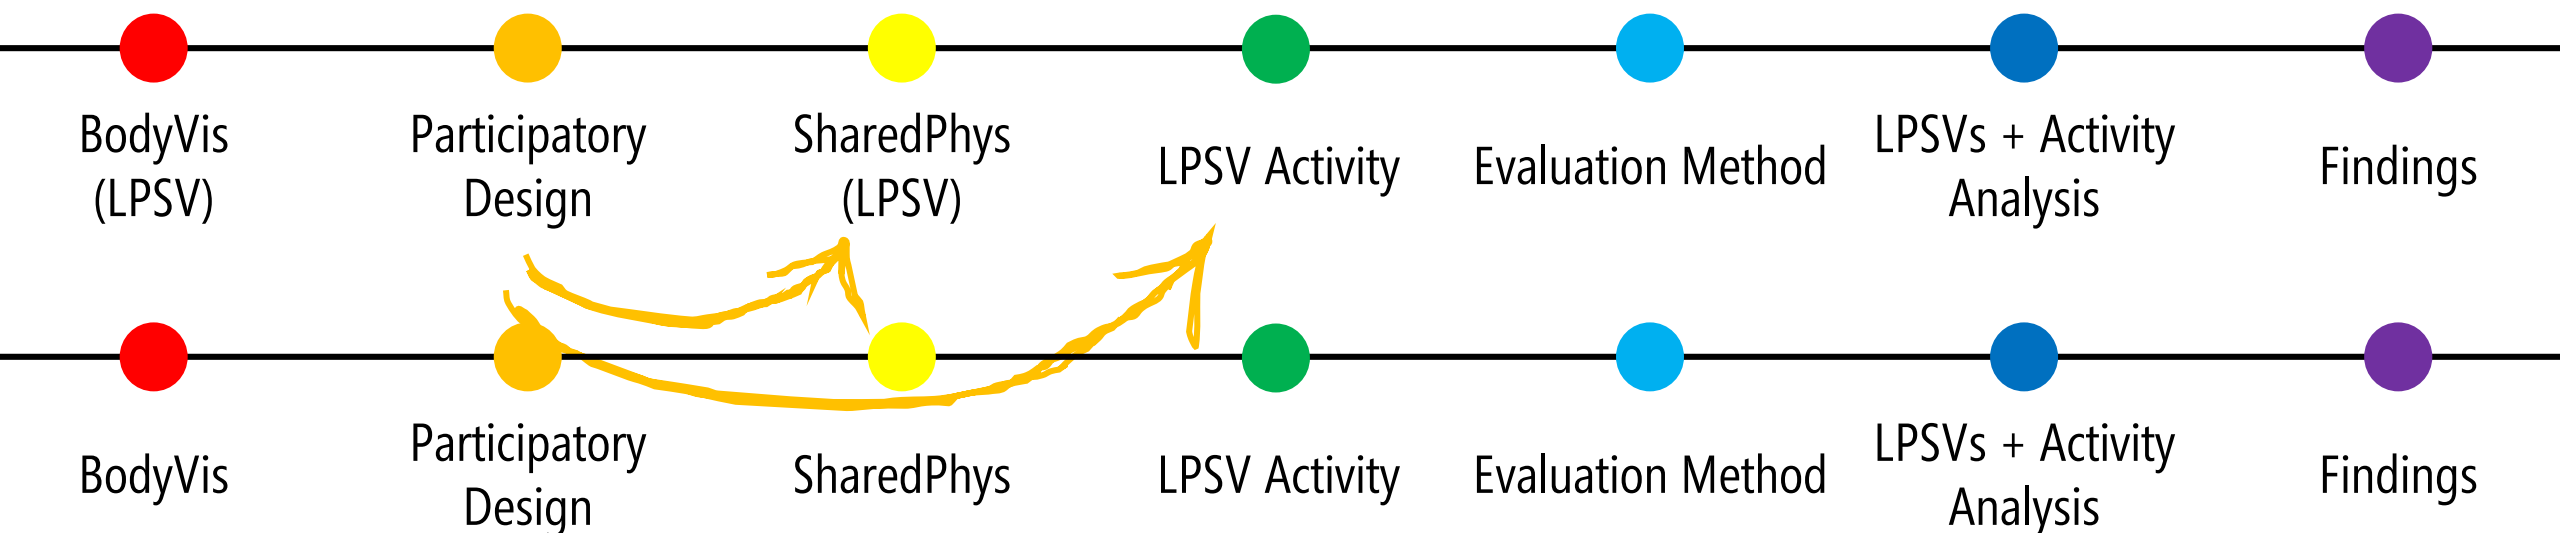 BodyVis
(LPSV)
Participatory
Design
SharedPhys
(LPSV)
LPSV Activity
Evaluation Method
LPSVs + Activity
Analysis
Findings
BodyVis
Participatory
Design
SharedPhys
LPSV Activity
Evaluation Method
LPSVs + Activity
Analysis
Findings